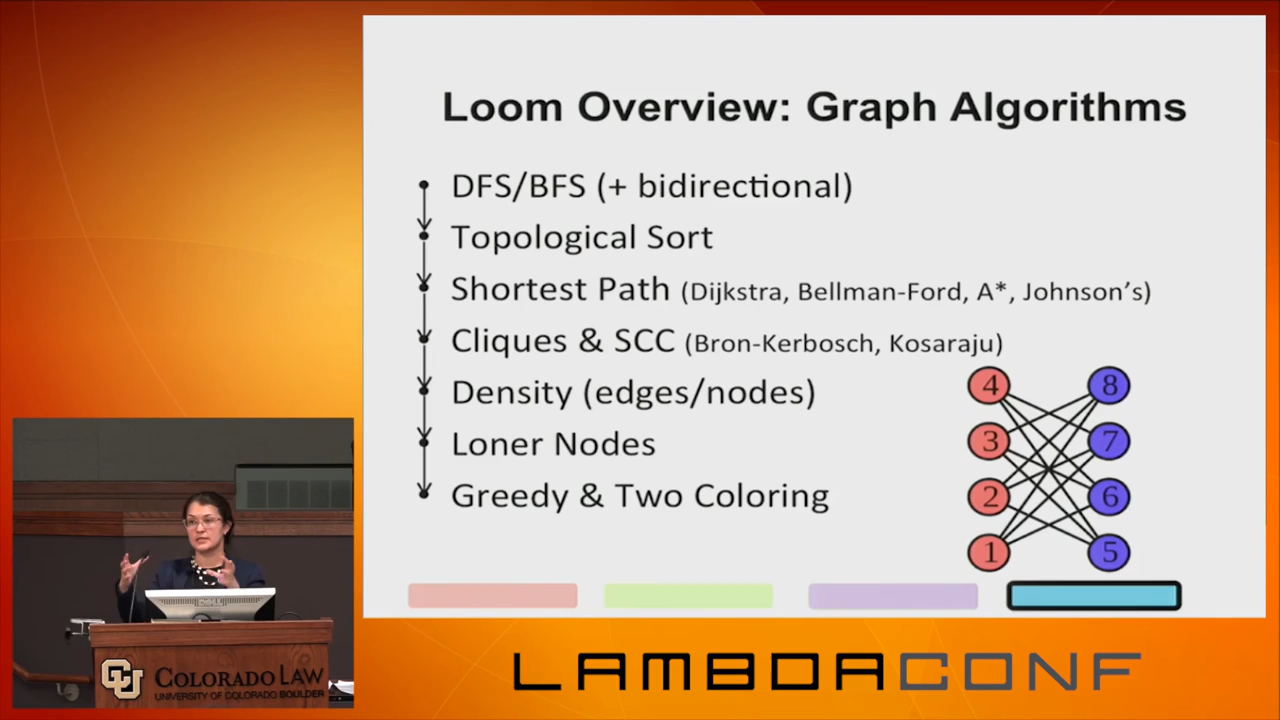 Loom Overview: Graph Algorithms
DFS/BFS (+ bidirectional)
Topological Sort
Shortest Path (Dijkstra, Bellman-Ford, A*, Johnson's)
Cliques & SCC (Bron-Kerbosch, Kosaraju)
Density (edges/nodes)
Loner Nodes
Greedy & Two Coloring
4 8
3 7
2 6
1 5
DELL
CU COLORADO LAW
UNIVERSITY OF COLORADO BOULDER
LAMBDACONF